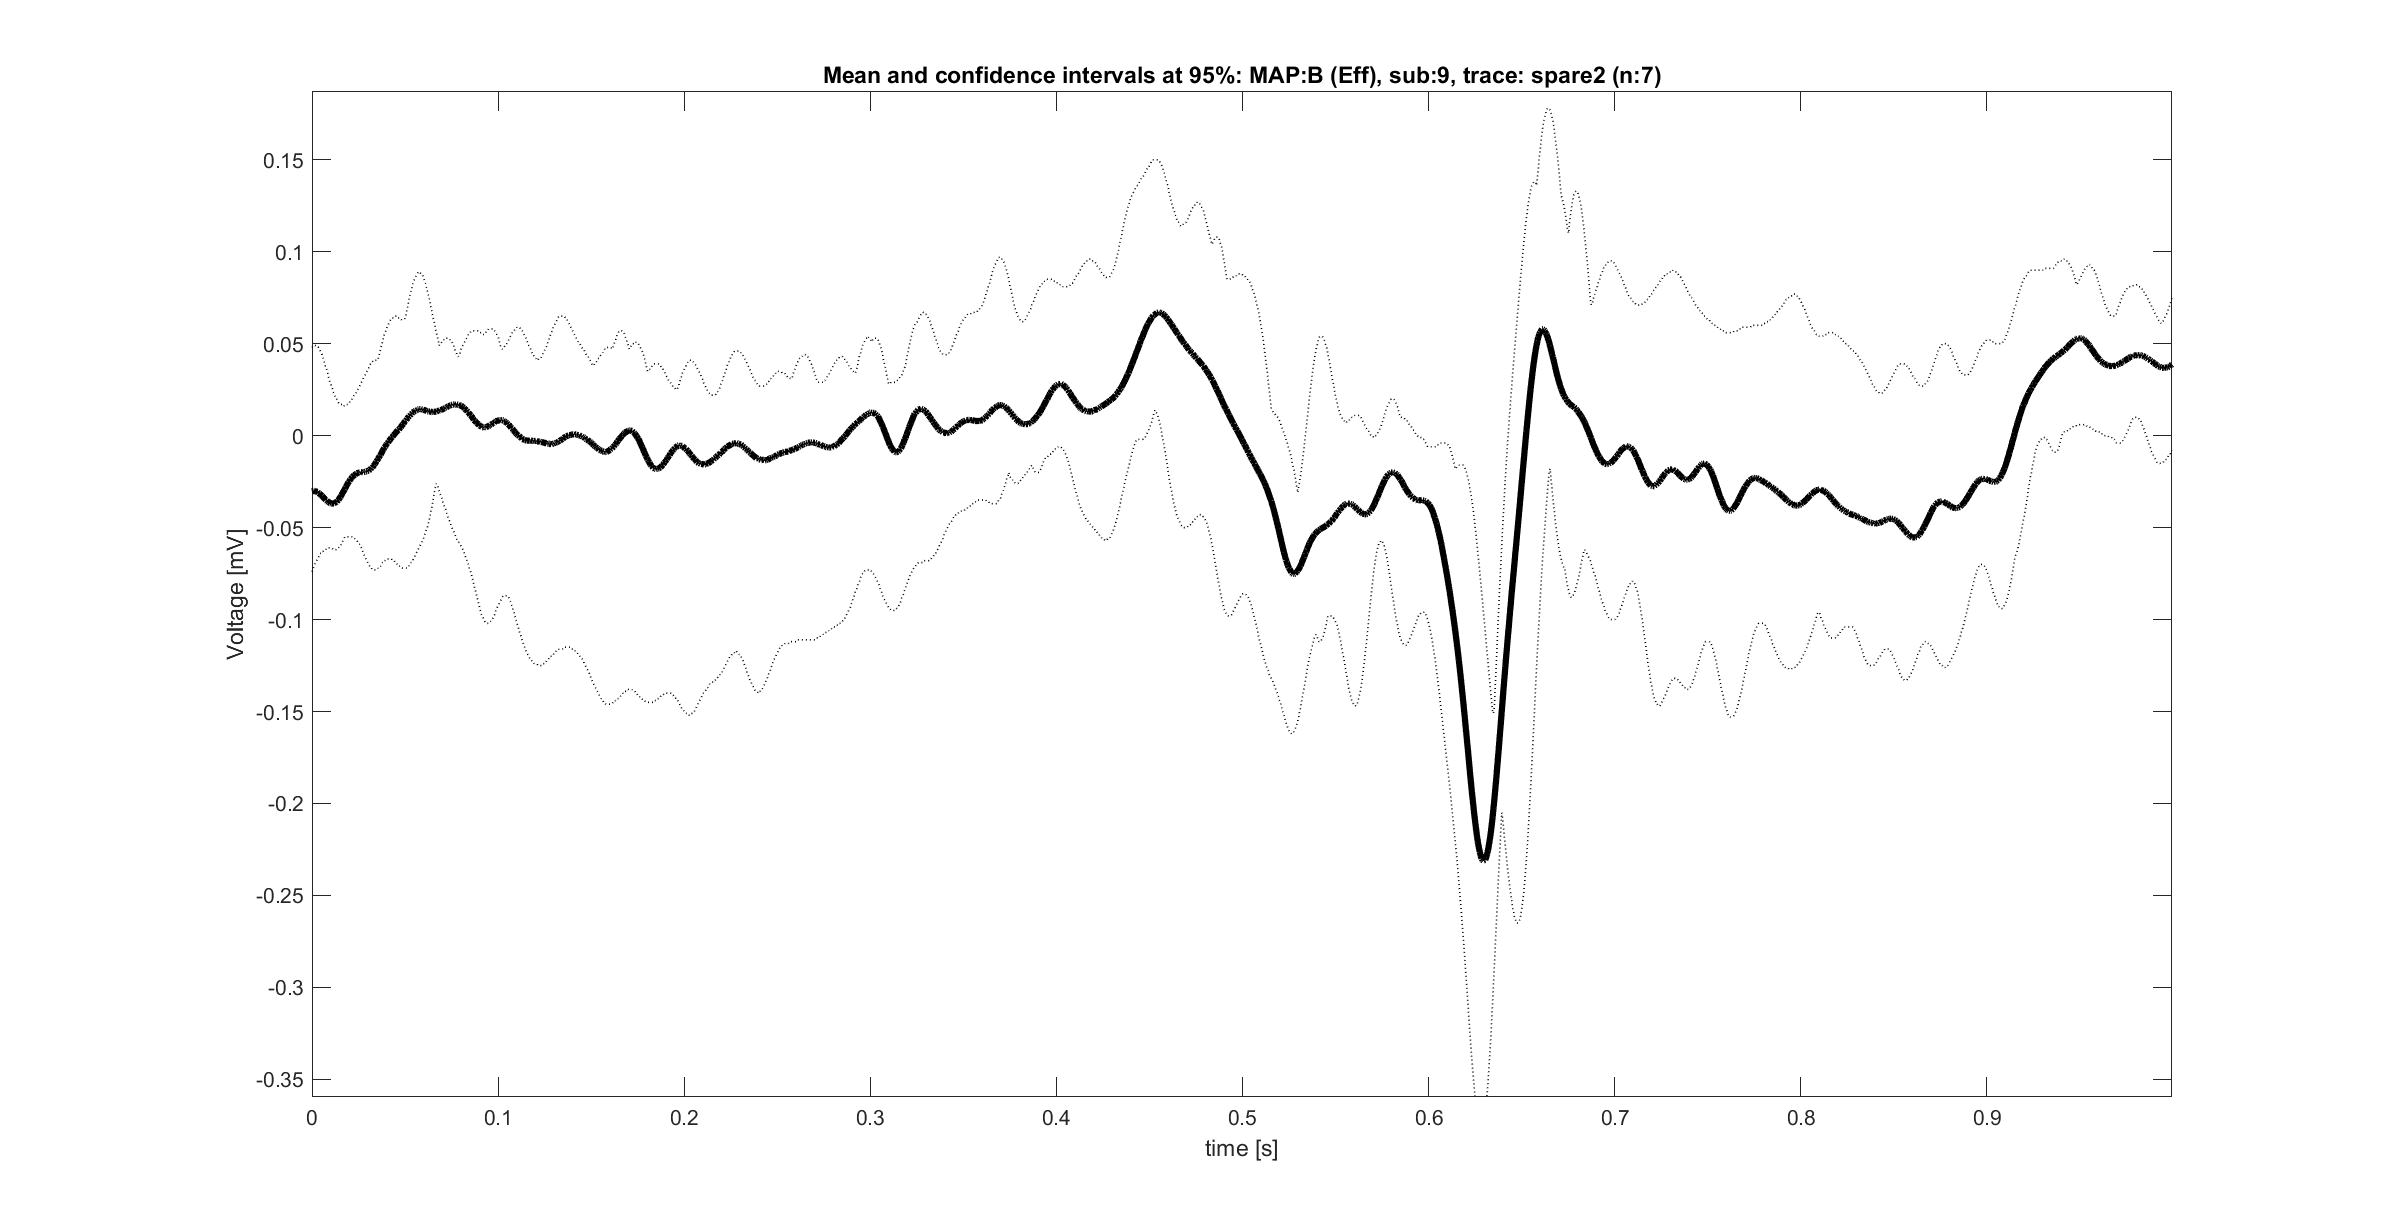 Mean and confidence intervals at 95%: MAP:B (Eff), sub:9, trace: spare2 (n:7)
0.15
0.1
0.05
0
-0.05
-0.1
-0.15
-0.2
-0.25
-0.3
-0.35
Voltage [mV]
0 0.1 0.2 0.3 0.4 0.5 0.6 0.7 0.8 0.9
time [s]